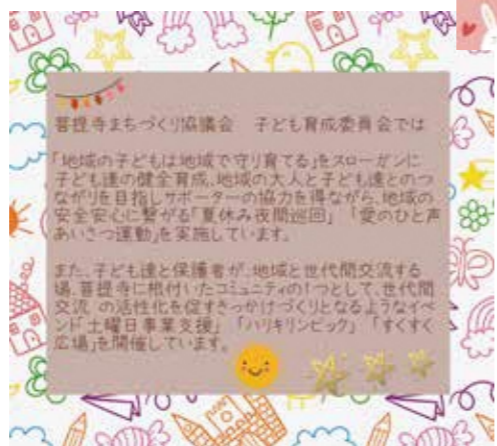 菩提寺まちづくり協議会　子ども育成委員会では
「地域の子どもは地域で守り育てる」をスローガンに
子ども達の健全育成、地域の大人と子ども達とのつ
ながりを目指しサポーターの協力を得ながら、地域の
安全安心に繋がる「夏休み夜間巡回」　「愛のひと声
あいさつ運動」を実施しています。
また、子ども達と保護者が、地域と世代間交流する
場、菩提寺に根付いたコミュニティの1つとして、世代間
交流 の活性化を促すきっかけづくりとなるようなイベ
ント「土曜日事業支援」　「ハリキリンピック」　「すくすく
広場」を開催しています。